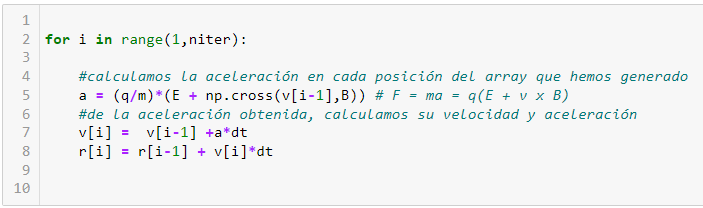 1
2 for i in range(1,niter):
3
4 #calculamos la aceleración en cada posición del array que hemos generado
5 a = (q/m)*(E + np.cross(v[i-1],B)) # F = ma = q(E + v x B)
6 #de la aceleración obtenida, calculamos su velocidad y aceleración
7 v[i] =  v[i-1] +a*dt
8 r[i] = r[i-1] + v[i]*dt
9
10